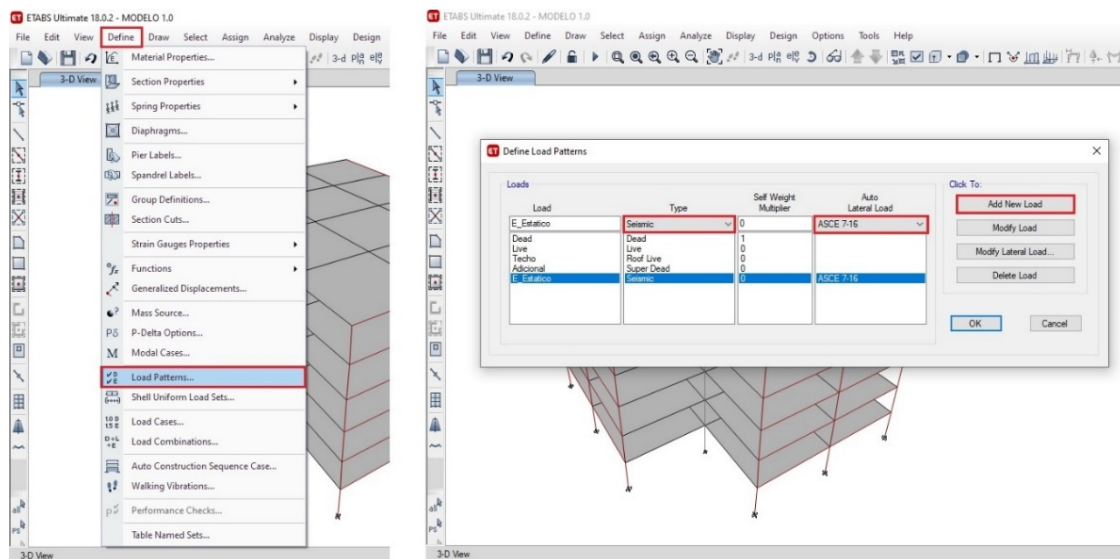 ETABS Ultimate 18.0.2 - MODELO 1.0
File Edit View Define Draw Select Assign Analyze Display Design
3-d
3-D View
Material Properties...
Section Properties
Spring Properties
Diaphragms...
Pier Labels...
Spandrel Labels...
Group Definitions...
Section Cuts...
Strain Gauges Properties
Functions
Generalized Displacements...
Mass Source...
Pδ P-Delta Options...
M Modal Cases...
Load Patterns...
Shell Uniform Load Sets...
Load Cases...
Load Combinations...
Auto Construction Sequence Case...
Walking Vibrations...
Performance Checks...
Table Named Sets...
3-D View
ETABS Ultimate 18.0.2 - MODELO 1.0
File Edit View Define Draw Select Assign Analyze Display Design Options Tools Help
3-d
3-D View
Define Load Patterns
Loads
Load Type Self Weight Multiplier Auto Lateral Load
E_Estatico Seismic 0 ASCE 7-16
Dead Dead 1
Live Live 0
Techo Roof Live 0
Adicional Super Dead 0
E_Estatico Seismic 0 ASCE 7-16
Click To:
Add New Load
Modify Load
Modify Lateral Load...
Delete Load
OK Cancel
3-D View